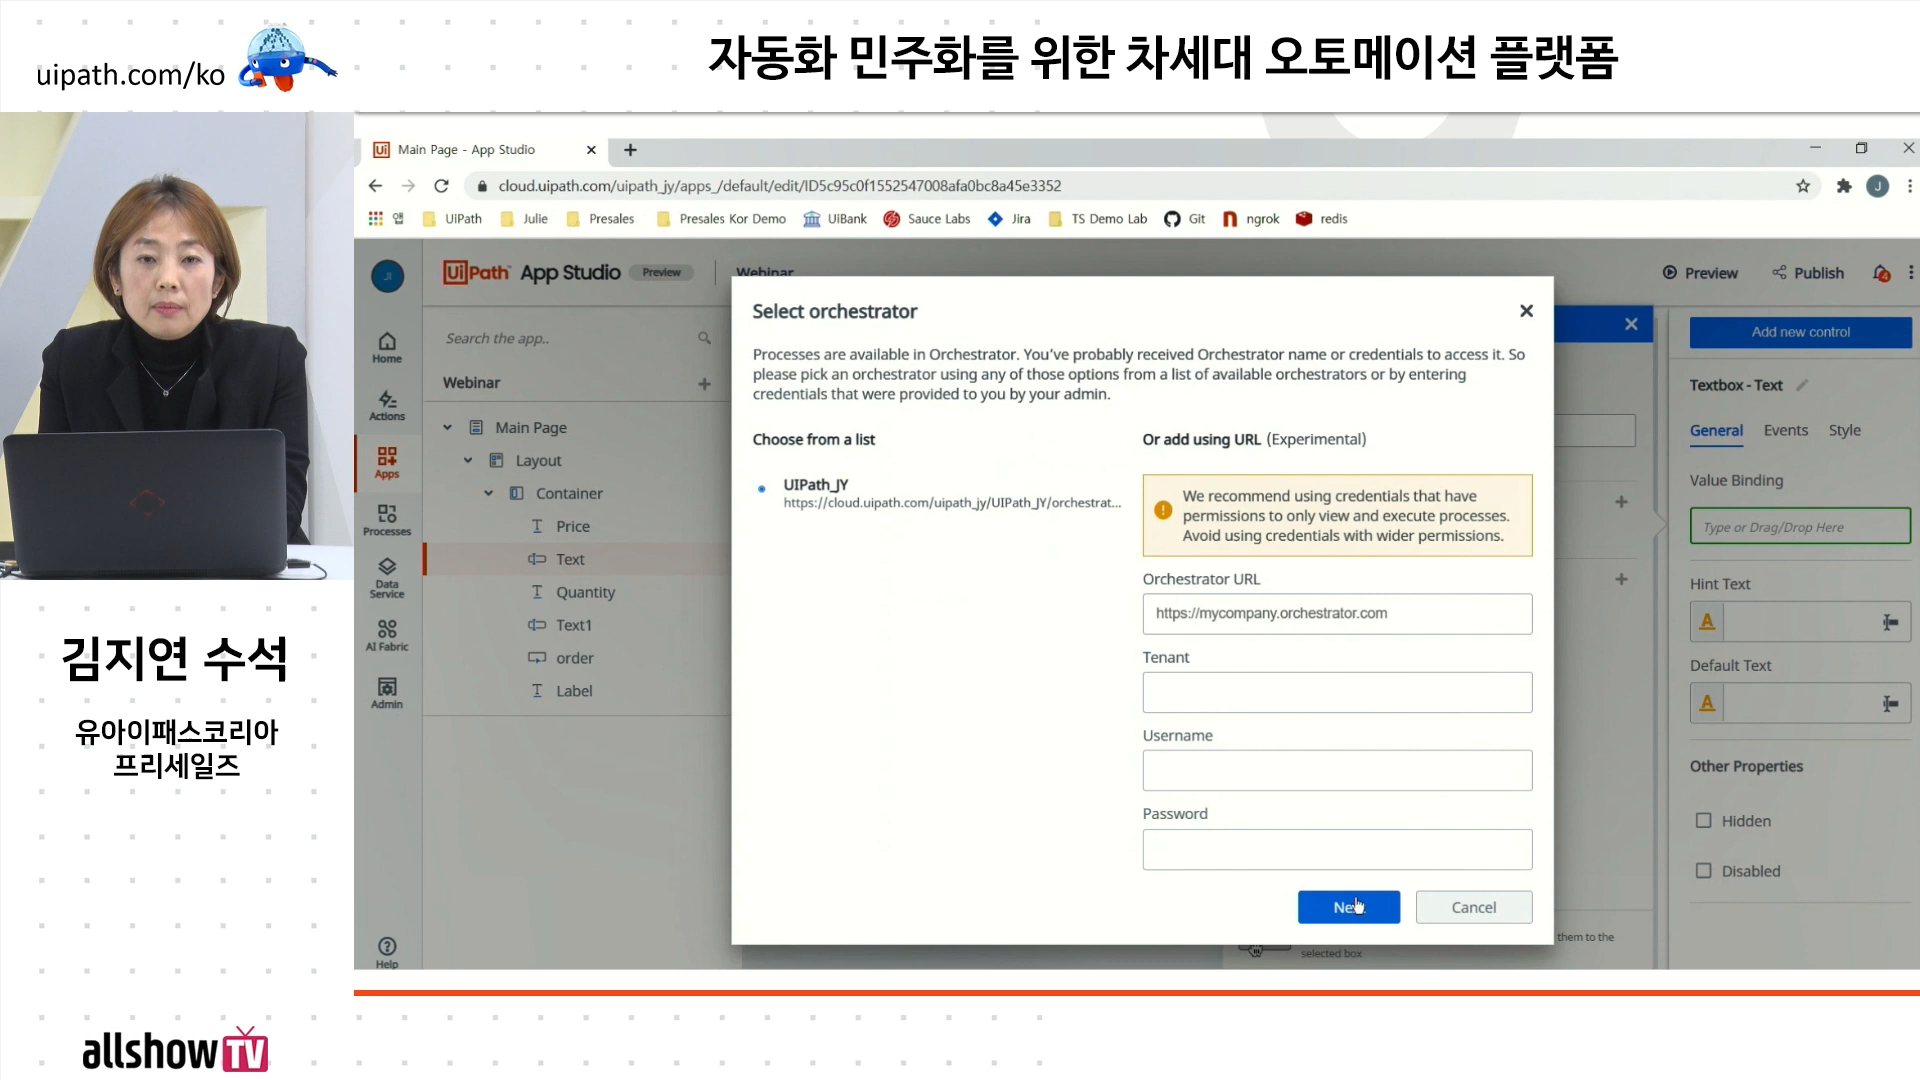 uipath.com/ko
자동화 민주화를 위한 차세대 오토메이션 플랫폼
Main Page - App Studio
cloud.uipath.com/uipath_jy/apps_/default/edit/ID5c95c0f1552547008afa0bc8a45e3352
J
앱
UiPath
Julie
Presales
Presales Kor Demo
UiBank
Sauce Labs
Jira
TS Demo Lab
Git
ngrok
redis
JI
UiPath App Studio
Preview
Webinar
Preview
Publish
4
Home
Actions
Apps
Processes
Data Service
AI Fabric
Admin
Help
Search the app..
Webinar
Main Page
Layout
Container
Price
Text
Quantity
Text1
order
Label
Select orchestrator
Processes are available in Orchestrator. You've probably received Orchestrator name or credentials to access it. So
please pick an orchestrator using any of those options from a list of available orchestrators or by entering
credentials that were provided to you by your admin.
Choose from a list
UIPath_JY
https://cloud.uipath.com/uipath_jy/UIPath_JY/orchestrat...
Or add using URL (Experimental)
We recommend using credentials that have
permissions to only view and execute processes.
Avoid using credentials with wider permissions.
Orchestrator URL
https://mycompany.orchestrator.com
Tenant
Username
Password
Cancel
them to the
selected box
Add new control
Textbox - Text
General
Events
Style
Value Binding
Type or Drag/Drop Here
Hint Text
A
Default Text
A
Other Properties
Hidden
Disabled
김지연 수석
유아이패스코리아
프리세일즈
allshowTV